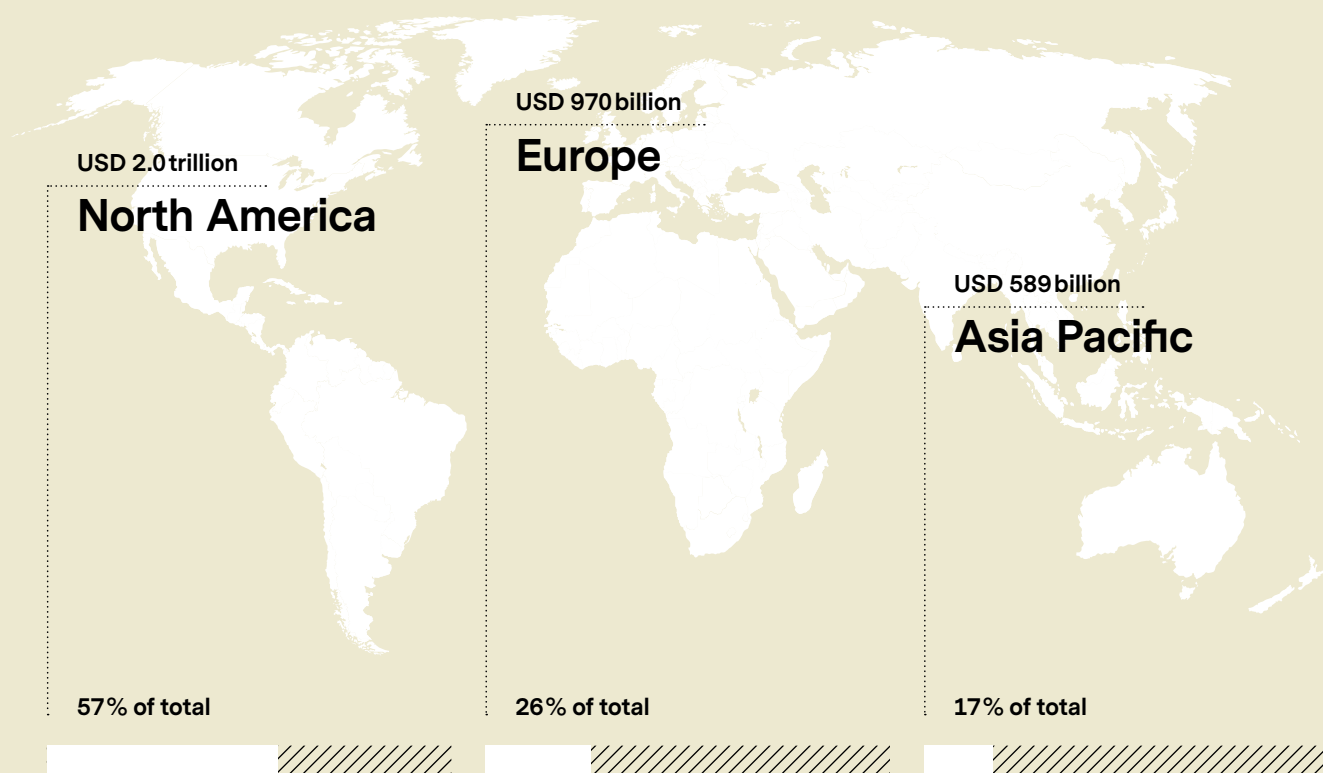 USD 2.0 trillion
North America
57% of total
USD 970 billion
Europe
26% of total
USD 589 billion
Asia Pacific
17% of total